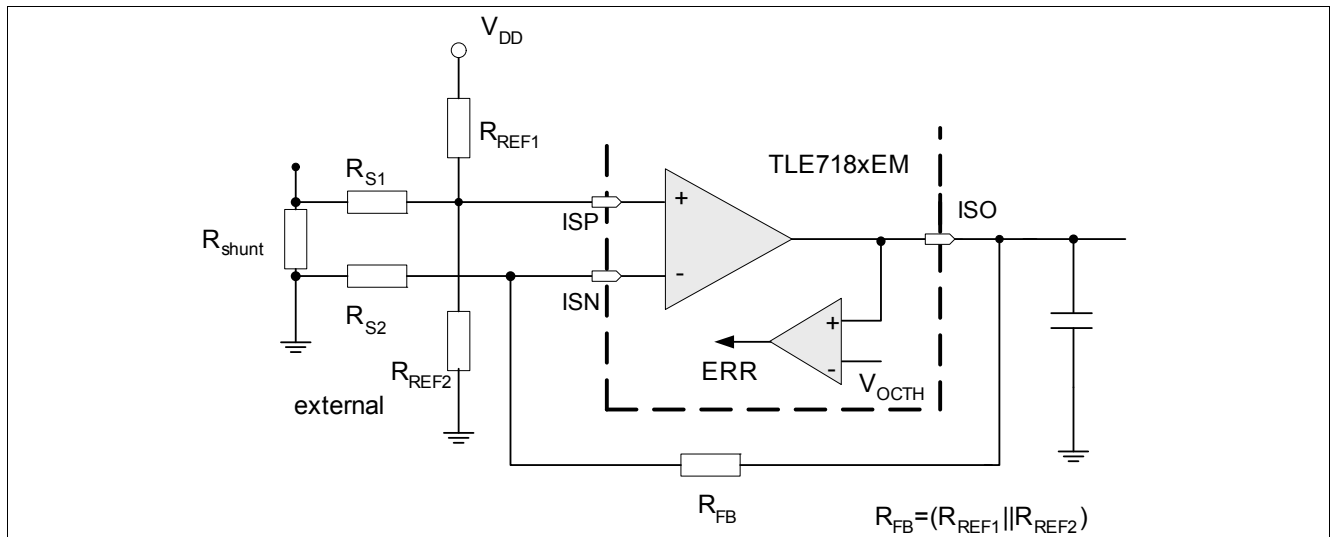 V_DD
R_REF1
TLE718xEM
R_S1
ISP
+
ISO
R_shunt
R_S2
ISN
-
+
-
ERR
V_OCTH
R_REF2
external
R_FB
R_FB=(R_REF1||R_REF2)